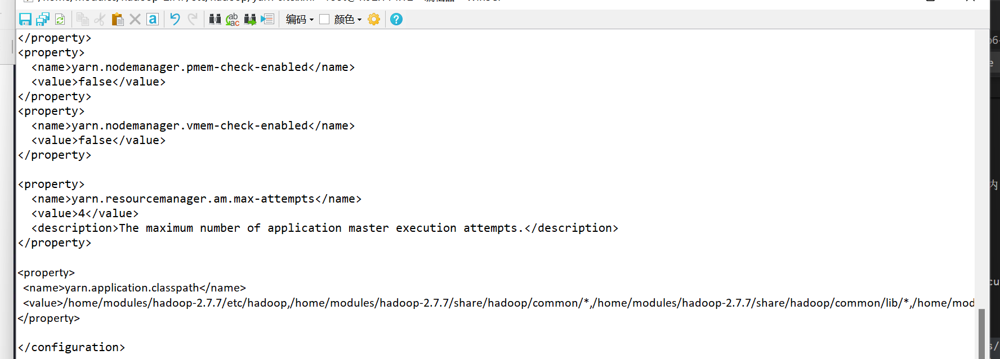 编码 颜色
</property>
<property>
  <name>yarn.nodemanager.pmem-check-enabled</name>
  <value>false</value>
</property>
<property>
  <name>yarn.nodemanager.vmem-check-enabled</name>
  <value>false</value>
</property>
<property>
  <name>yarn.resourcemanager.am.max-attempts</name>
  <value>4</value>
  <description>The maximum number of application master execution attempts.</description>
</property>
<property>
  <name>yarn.application.classpath</name>
  <value>/home/modules/hadoop-2.7.7/etc/hadoop,/home/modules/hadoop-2.7.7/share/hadoop/common/*,/home/modules/hadoop-2.7.7/share/hadoop/common/lib/*,/home/mod
</property>
</configuration>